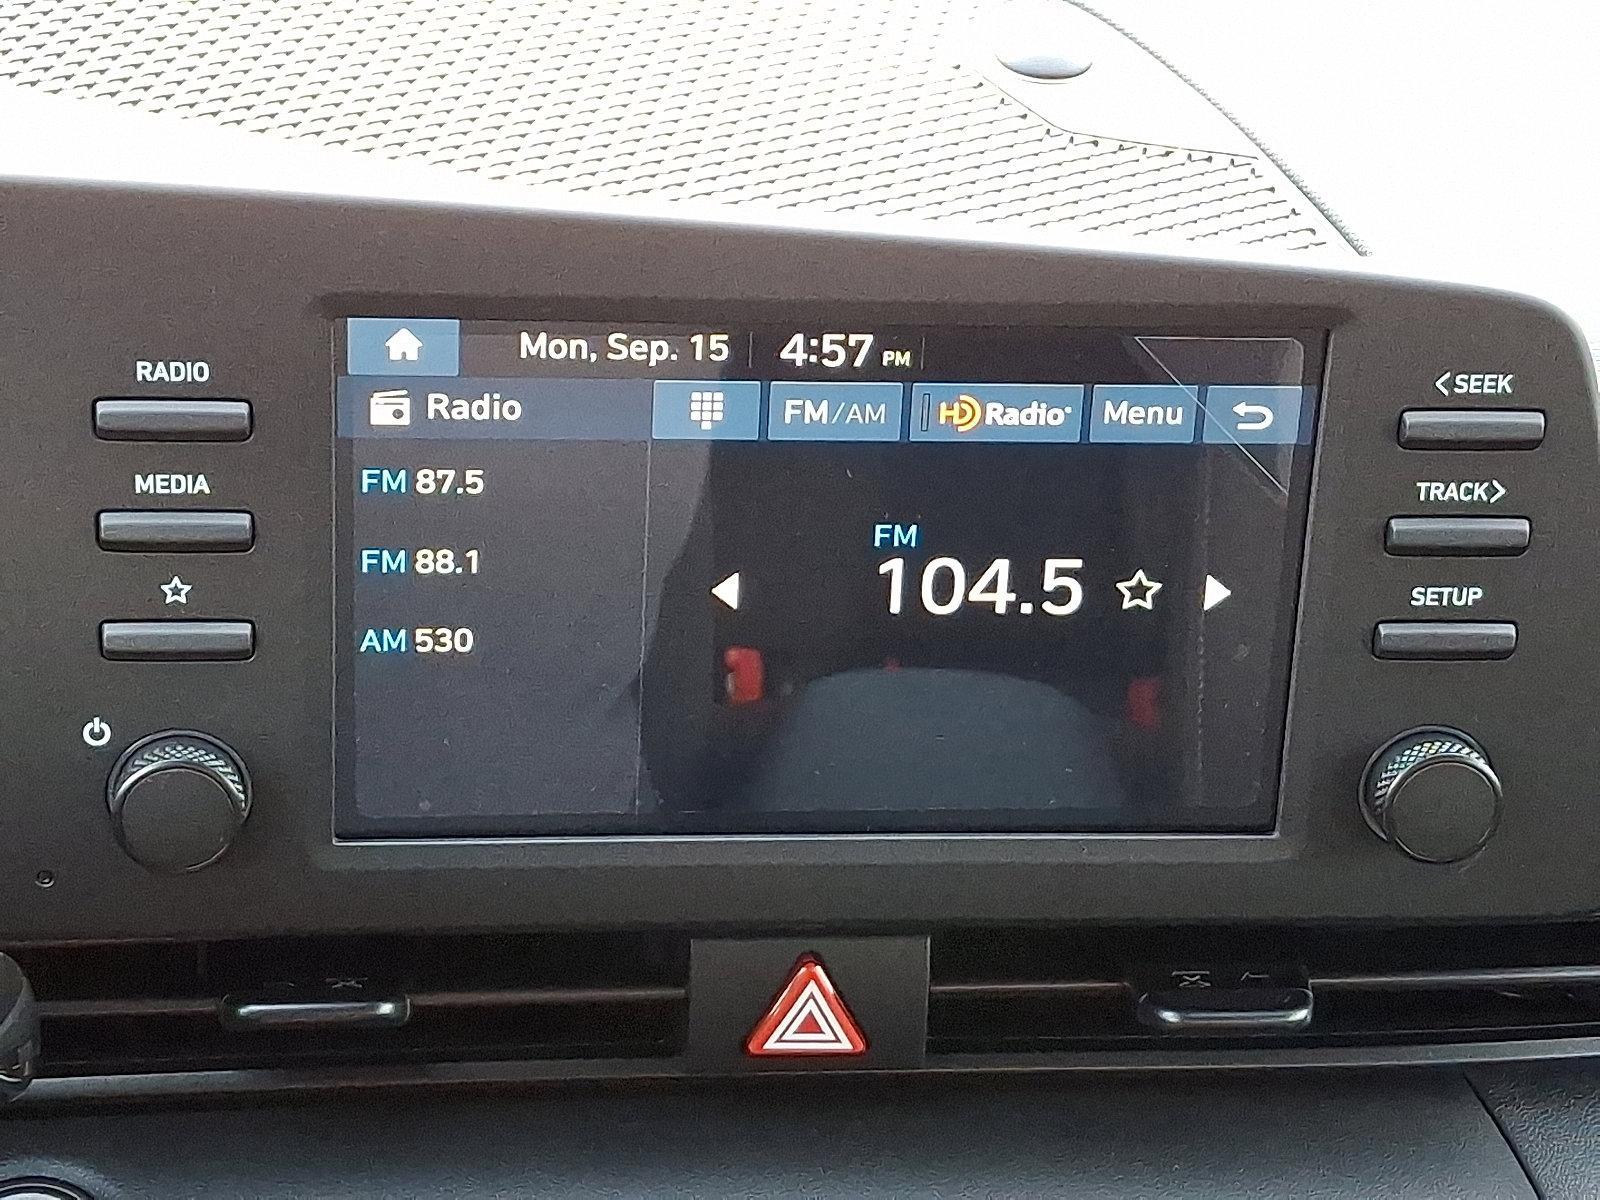 Mon, Sep. 15 4:57 PM
RADIO
Radio FM/AM HD Radio Menu
<SEEK
FM 87.5
MEDIA
TRACK>
FM 88.1
FM
104.5
SETUP
AM 530